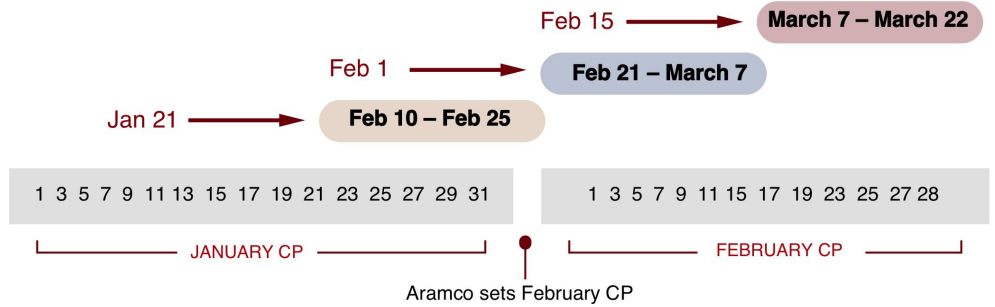 Feb 15 March 7 – March 22
Feb 1 Feb 21 – March 7
Jan 21 Feb 10 – Feb 25
1 3 5 7 9 11 13 15 17 19 21 23 25 27 29 31
1 3 5 7 9 11 15 17 19 23 25 27 28
JANUARY CP
FEBRUARY CP
Aramco sets February CP